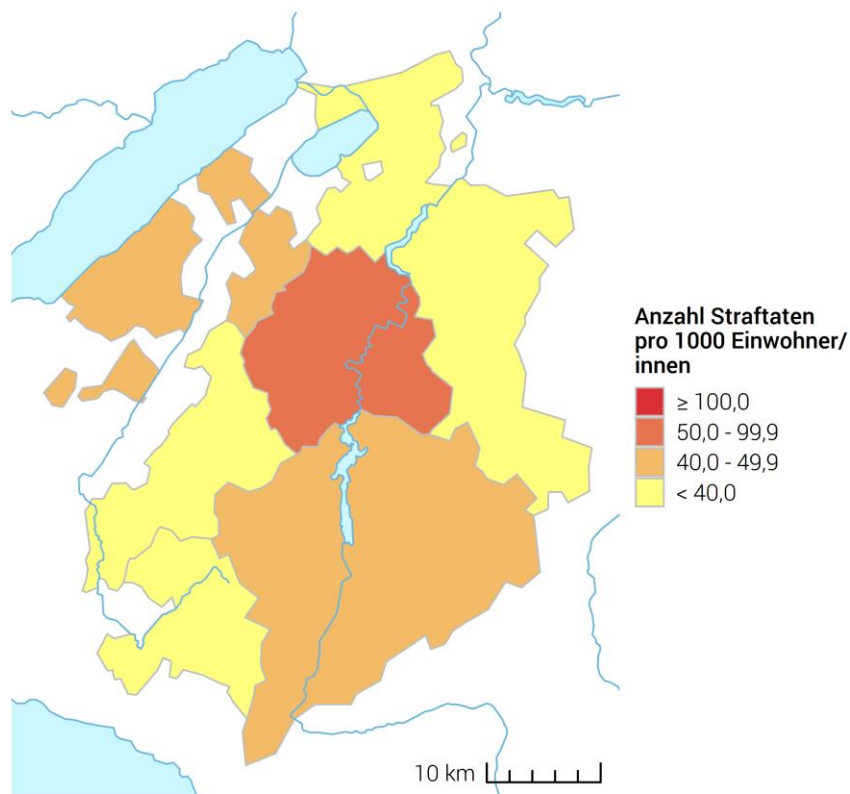 Anzahl Straftaten
pro 1000 Einwohner/
innen
≥ 100,0
50,0 - 99,9
40,0 - 49,9
< 40,0
10 km